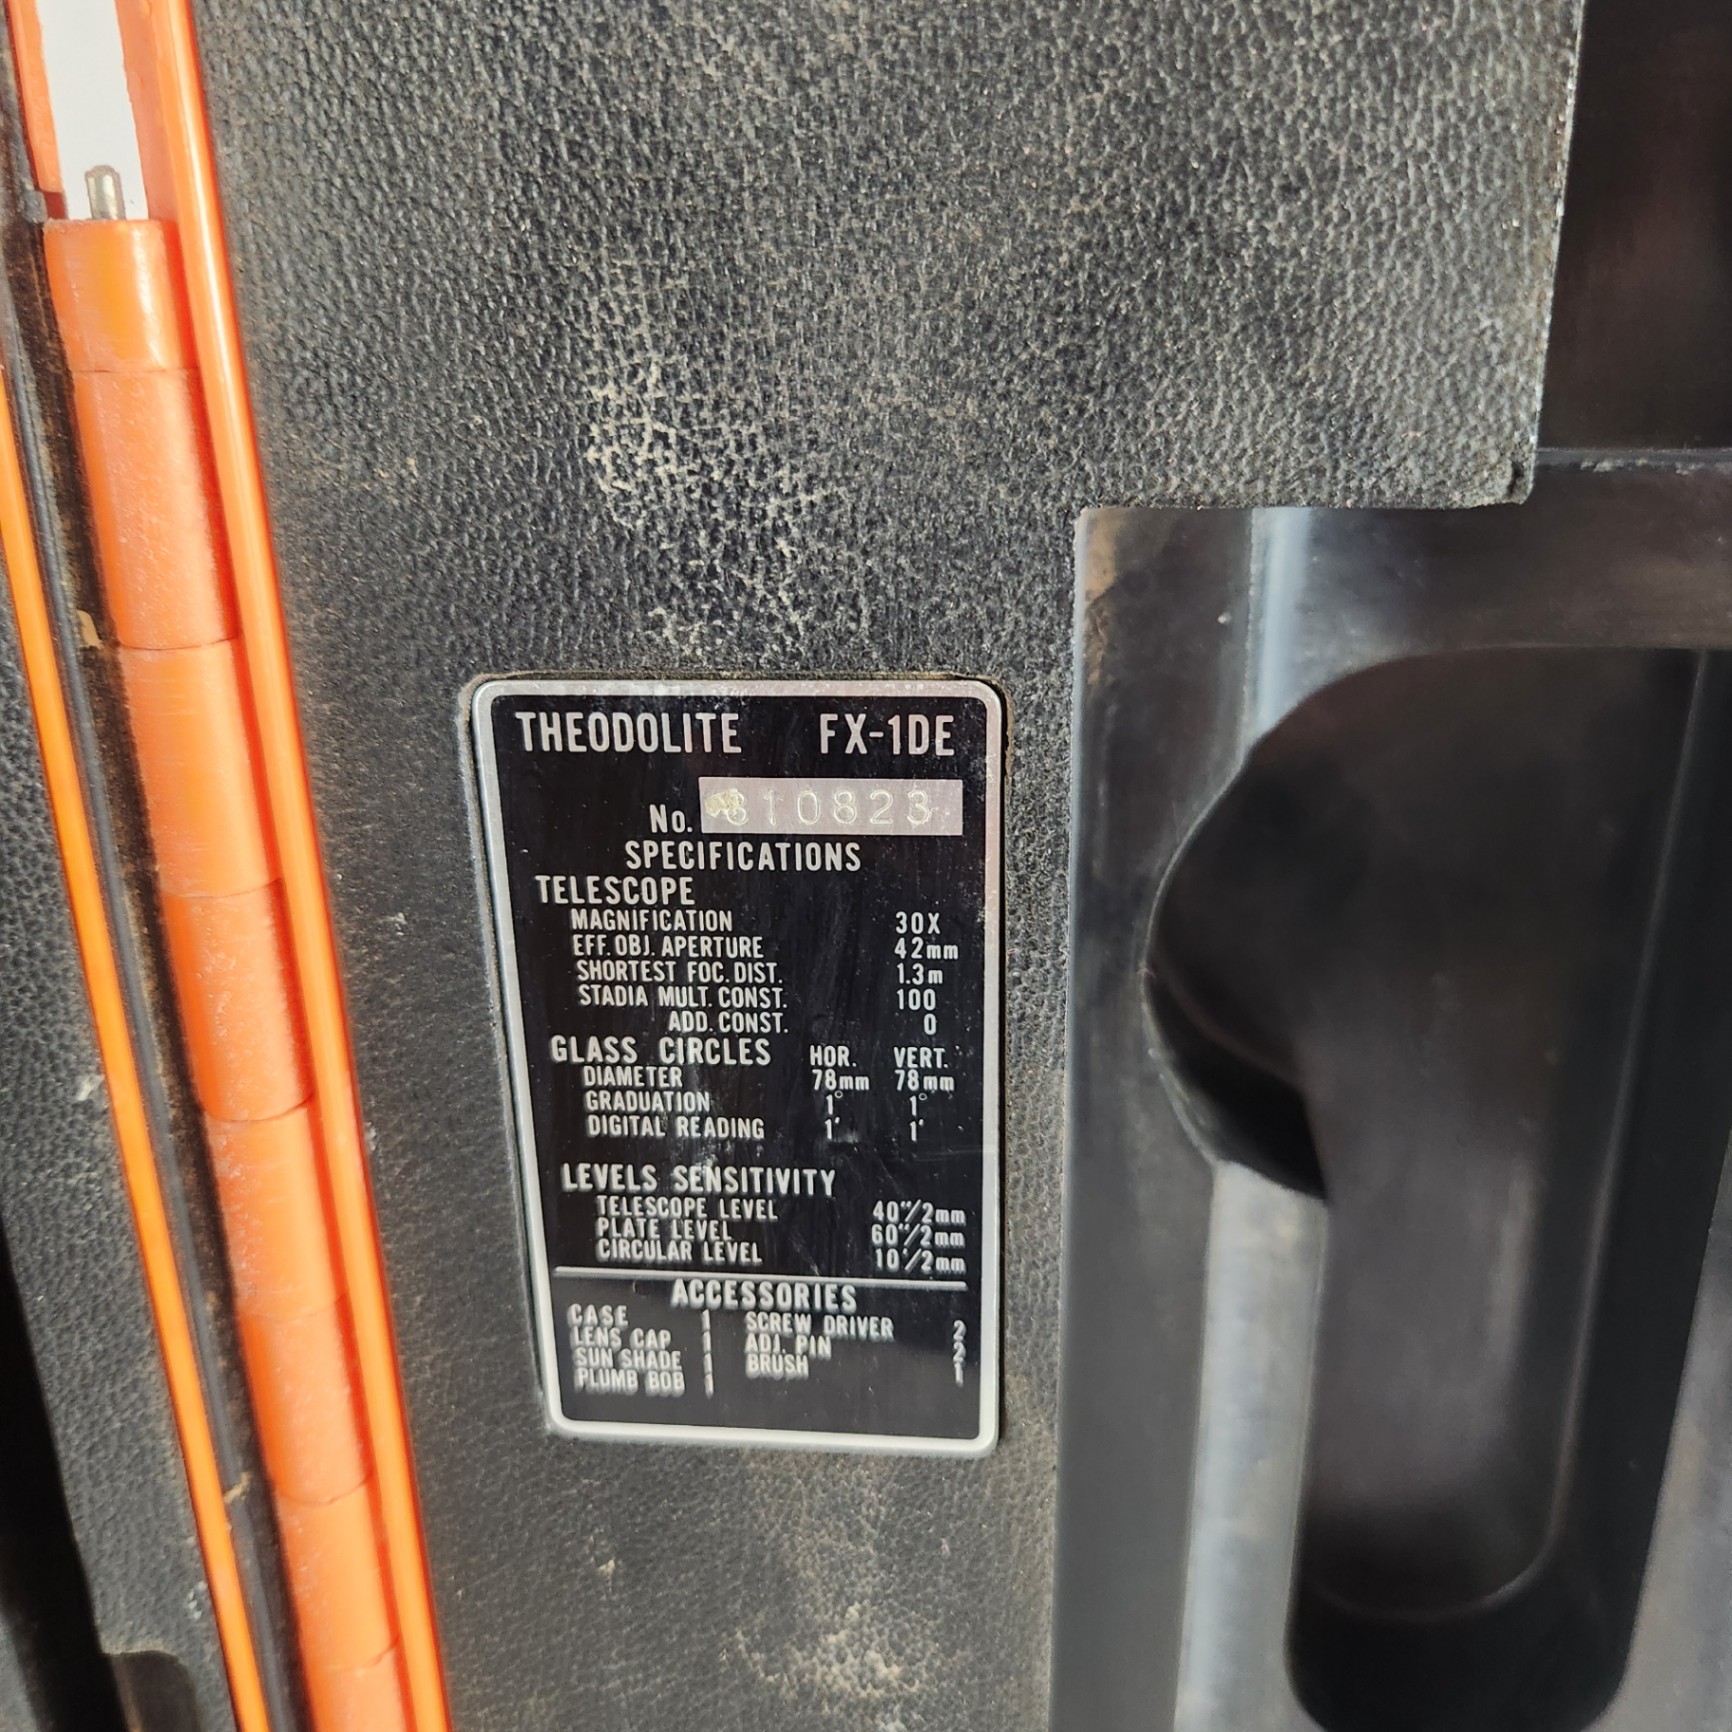 THEODOLITE FX-1DE
No. 810823
SPECIFICATIONS
TELESCOPE
MAGNIFICATION 30X
EFF. OBJ. APERTURE 42mm
SHORTEST FOC. DIST. 1.3m
STADIA MULT. CONST. 100
ADD. CONST. 0
GLASS CIRCLES HOR. VERT.
DIAMETER 78mm 78mm
GRADUATION 1° 1°
DIGITAL READING 1' 1'
LEVELS SENSITIVITY
TELESCOPE LEVEL 40"/2mm
PLATE LEVEL 60"/2mm
CIRCULAR LEVEL 10'/2mm
ACCESSORIES
CASE 1 SCREW DRIVER 2
LENS CAP 1 ADJ. PIN 2
SUN SHADE 1 BRUSH 1
PLUMB BOB 1